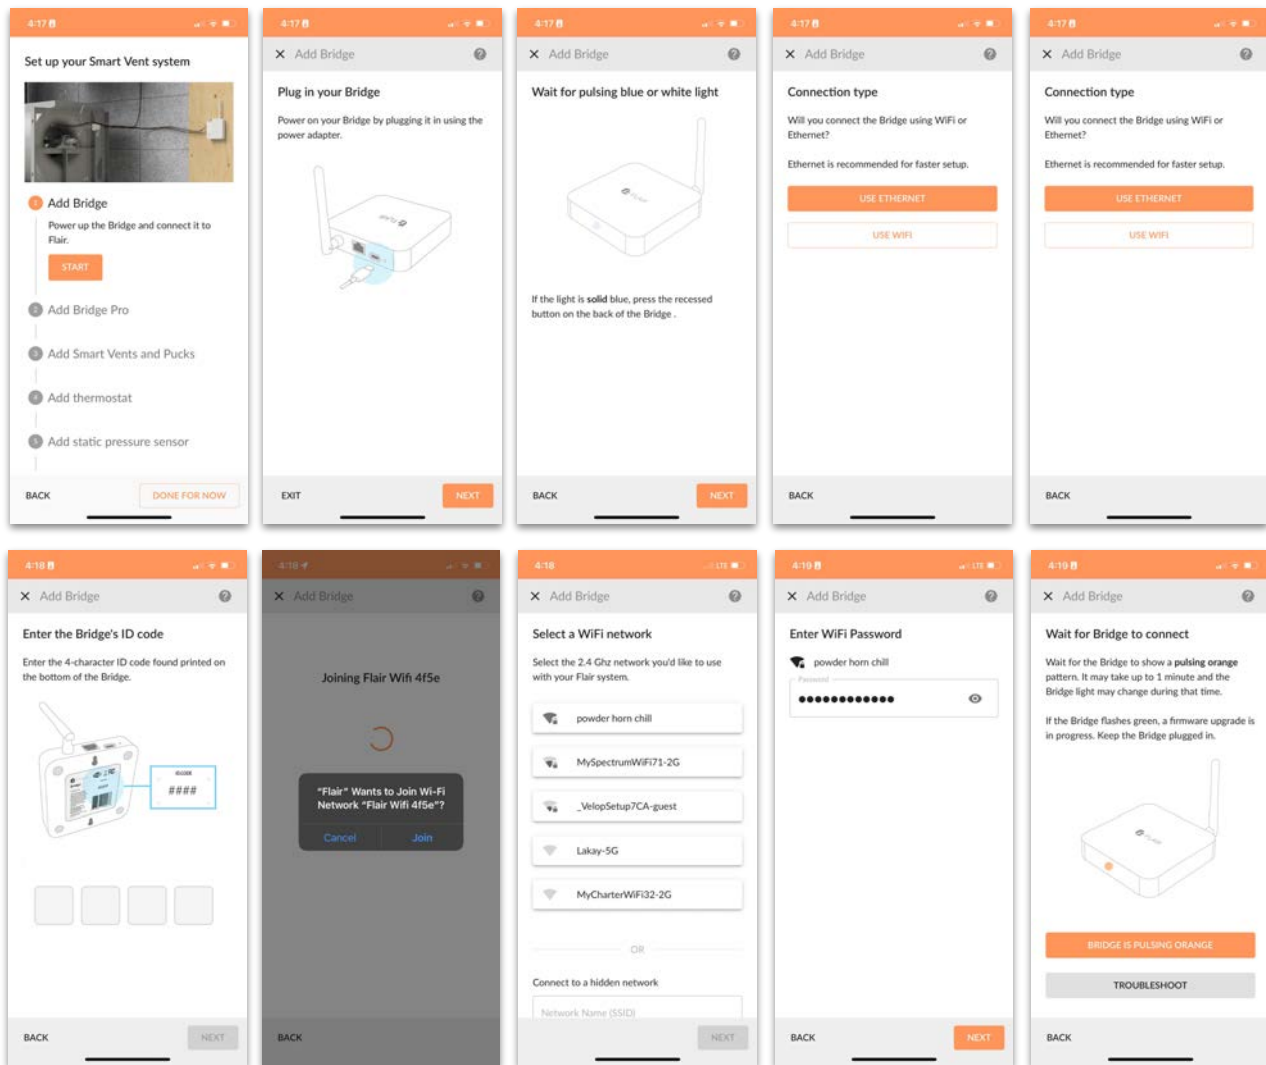 4:17
Set up your Smart Vent system
1 Add Bridge
Power up the Bridge and connect it to
Flair.
START
2 Add Bridge Pro
3 Add Smart Vents and Pucks
4 Add thermostat
5 Add static pressure sensor
BACK DONE FOR NOW
4:17
Add Bridge
Plug in your Bridge
Power on your Bridge by plugging it in using the
power adapter.
FLAIR
EXIT NEXT
4:17
Add Bridge
Wait for pulsing blue or white light
FLAIR
If the light is solid blue, press the recessed
button on the back of the Bridge .
BACK NEXT
4:17
Add Bridge
Connection type
Will you connect the Bridge using WiFi or
Ethernet?
Ethernet is recommended for faster setup.
USE ETHERNET
USE WIFI
BACK
4:17
Add Bridge
Connection type
Will you connect the Bridge using WiFi or
Ethernet?
Ethernet is recommended for faster setup.
USE ETHERNET
USE WIFI
BACK
4:18
Add Bridge
Enter the Bridge's ID code
Enter the 4-character ID code found printed on
the bottom of the Bridge.
ID CODE
####
BACK NEXT
4:18
Add Bridge
Joining Flair Wifi 4f5e
“Flair” Wants to Join Wi-Fi
Network “Flair Wifi 4f5e”?
Cancel Join
BACK
4:18 LTE
Add Bridge
Select a WiFi network
Select the 2.4 Ghz network you'd like to use
with your Flair system.
powder horn chill
MySpectrumWiFi71-2G
_VelopSetup7CA-guest
Lakay-5G
MyCharterWiFi32-2G
OR
Connect to a hidden network
Network Name (SSID)
NEXT
4:19 LTE
Add Bridge
Enter WiFi Password
powder horn chill
Password
●●●●●●●●●●●●
BACK NEXT
4:19
Add Bridge
Wait for Bridge to connect
Wait for the Bridge to show a pulsing orange
pattern. It may take up to 1 minute and the
Bridge light may change during that time.
If the Bridge flashes green, a firmware upgrade is
in progress. Keep the Bridge plugged in.
FLAIR
BRIDGE IS PULSING ORANGE
TROUBLESHOOT
BACK